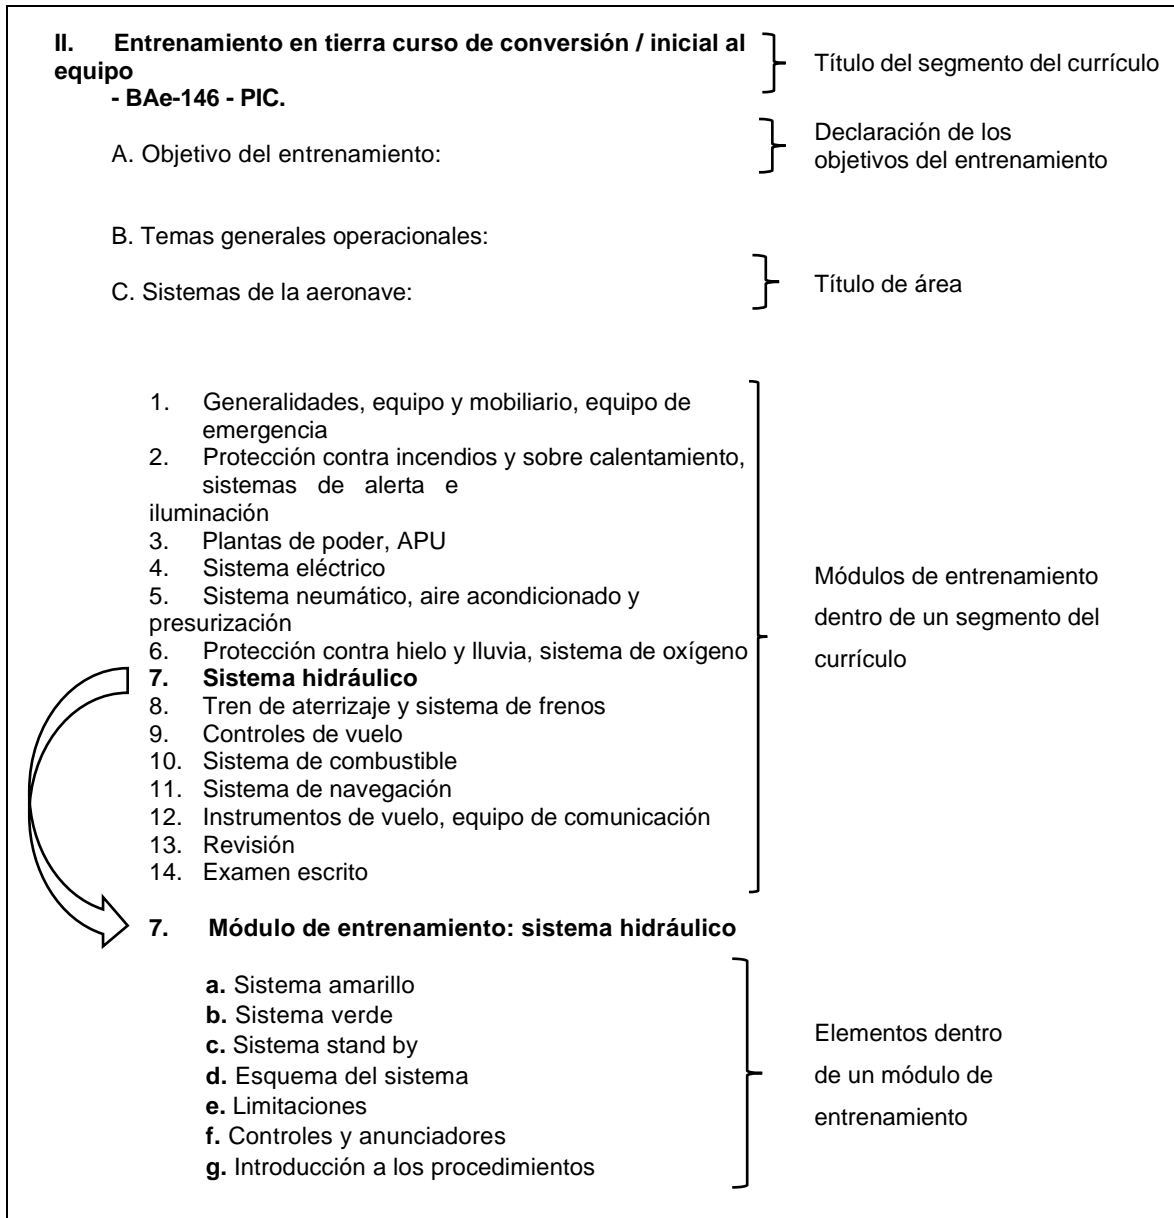 II. Entrenamiento en tierra curso de conversión / inicial al
equipo
- BAe-146 - PIC.
Título del segmento del currículo
A. Objetivo del entrenamiento:
Declaración de los
objetivos del entrenamiento
B. Temas generales operacionales:
C. Sistemas de la aeronave:
Título de área
1. Generalidades, equipo y mobiliario, equipo de
emergencia
2. Protección contra incendios y sobre calentamiento,
sistemas de alerta e
iluminación
3. Plantas de poder, APU
4. Sistema eléctrico
5. Sistema neumático, aire acondicionado y
presurización
6. Protección contra hielo y lluvia, sistema de oxígeno
7. Sistema hidráulico
8. Tren de aterrizaje y sistema de frenos
9. Controles de vuelo
10. Sistema de combustible
11. Sistema de navegación
12. Instrumentos de vuelo, equipo de comunicación
13. Revisión
14. Examen escrito
Módulos de entrenamiento
dentro de un segmento del
currículo
7. Módulo de entrenamiento: sistema hidráulico
a. Sistema amarillo
b. Sistema verde
c. Sistema stand by
d. Esquema del sistema
e. Limitaciones
f. Controles y anunciadores
g. Introducción a los procedimientos
Elementos dentro
de un módulo de
entrenamiento